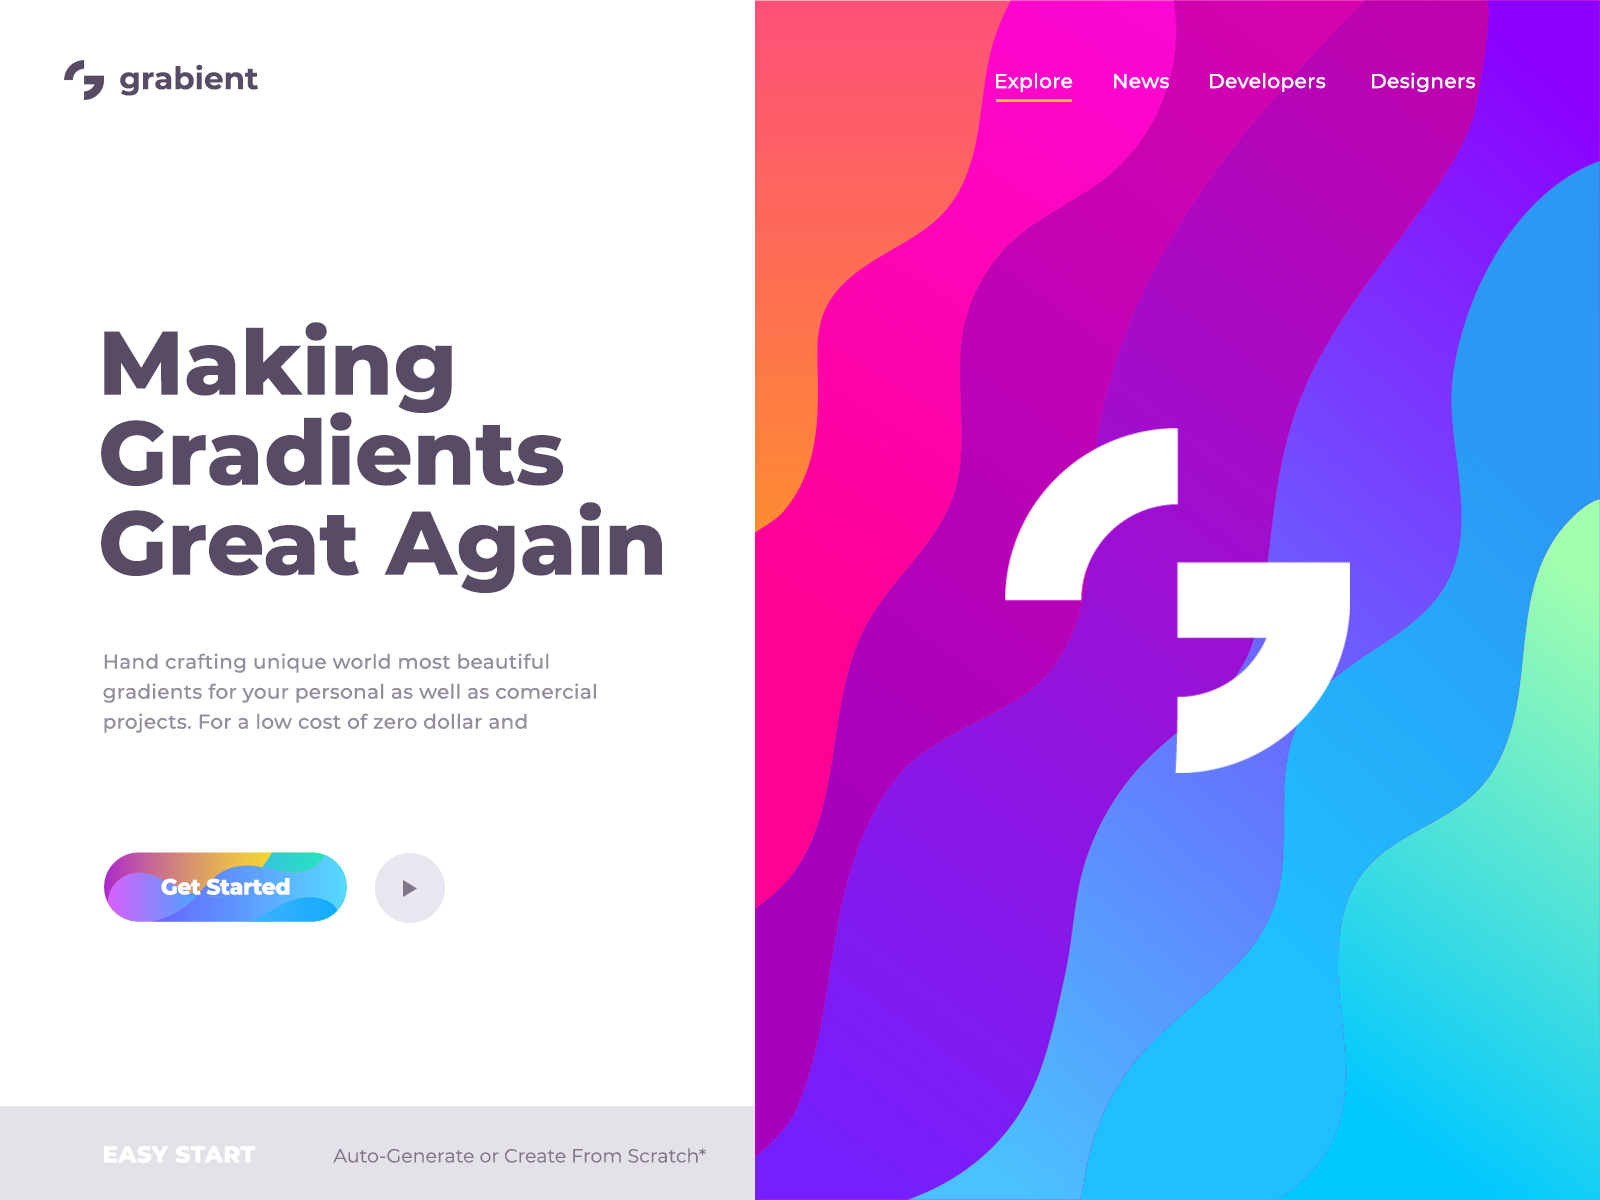 grabient
Explore News Developers Designers
Making
Gradients
Great Again
Hand crafting unique world most beautiful
gradients for your personal as well as comercial
projects. For a low cost of zero dollar and
Get Started
EASY START
Auto-Generate or Create From Scratch*